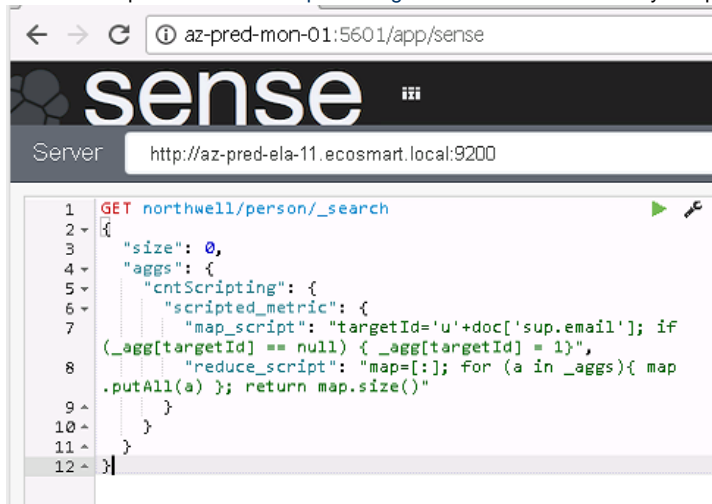 az-pred-mon-01:5601/app/sense
sense
Server
http://az-pred-ela-11.ecosmart.local:9200
1 GET northwell/person/_search
2 {
3 "size": 0,
4 "aggs": {
5 "cntScripting": {
6 "scripted_metric": {
7 "map_script": "targetId='u'+doc['sup.email']; if
(_agg[targetId] == null) { _agg[targetId] = 1}",
8 "reduce_script": "map=[:]; for (a in _aggs){ map
.putAll(a) }; return map.size()"
9 }
10 }
11 }
12 }